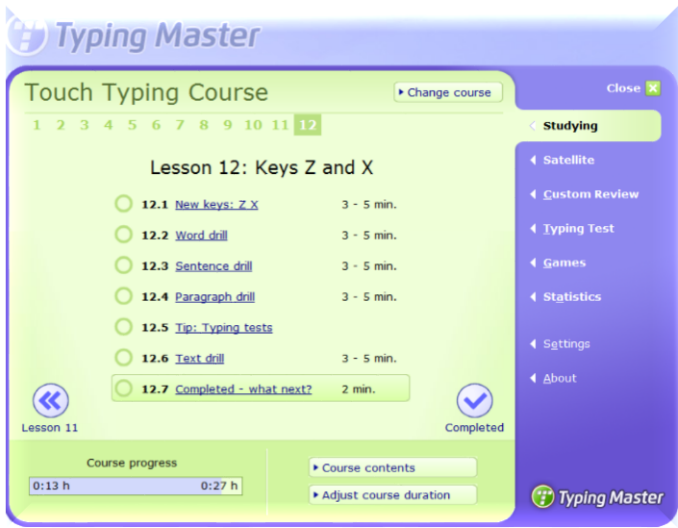 Typing Master
Touch Typing Course
Change course
Close
1 2 3 4 5 6 7 8 9 10 11 12
Studying
Lesson 12: Keys Z and X
Satellite
12.1 New keys: Z X 3 - 5 min.
Custom Review
12.2 Word drill 3 - 5 min.
Typing Test
12.3 Sentence drill 3 - 5 min.
Games
12.4 Paragraph drill 3 - 5 min.
Statistics
12.5 Tip: Typing tests
Settings
12.6 Text drill 3 - 5 min.
About
12.7 Completed - what next? 2 min.
Lesson 11
Completed
Course progress
0:13 h 0:27 h
Course contents
Adjust course duration
Typing Master